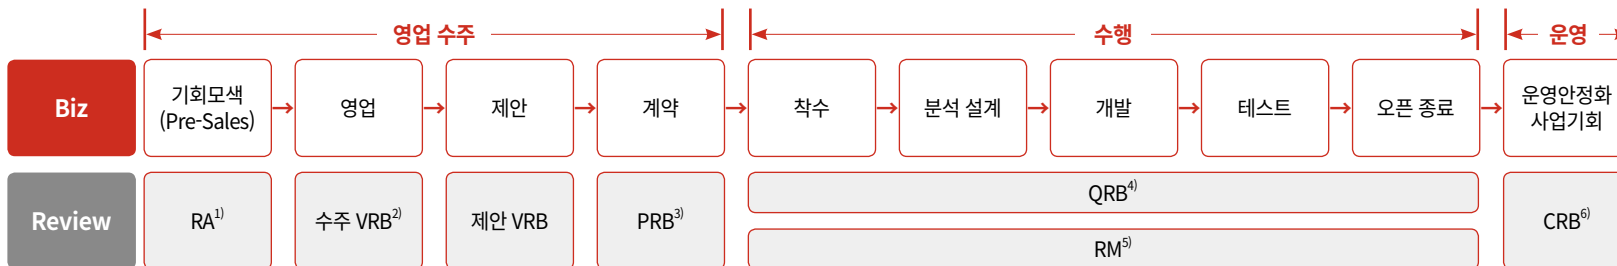 영업 수주
수행
운영
Biz
기회모색
(Pre-Sales)
영업
제안
계약
착수
분석 설계
개발
테스트
오픈 종료
운영안정화
사업기회
Review
RA1)
수주 VRB2)
제안 VRB
PRB3)
QRB4)
RM5)
CRB6)